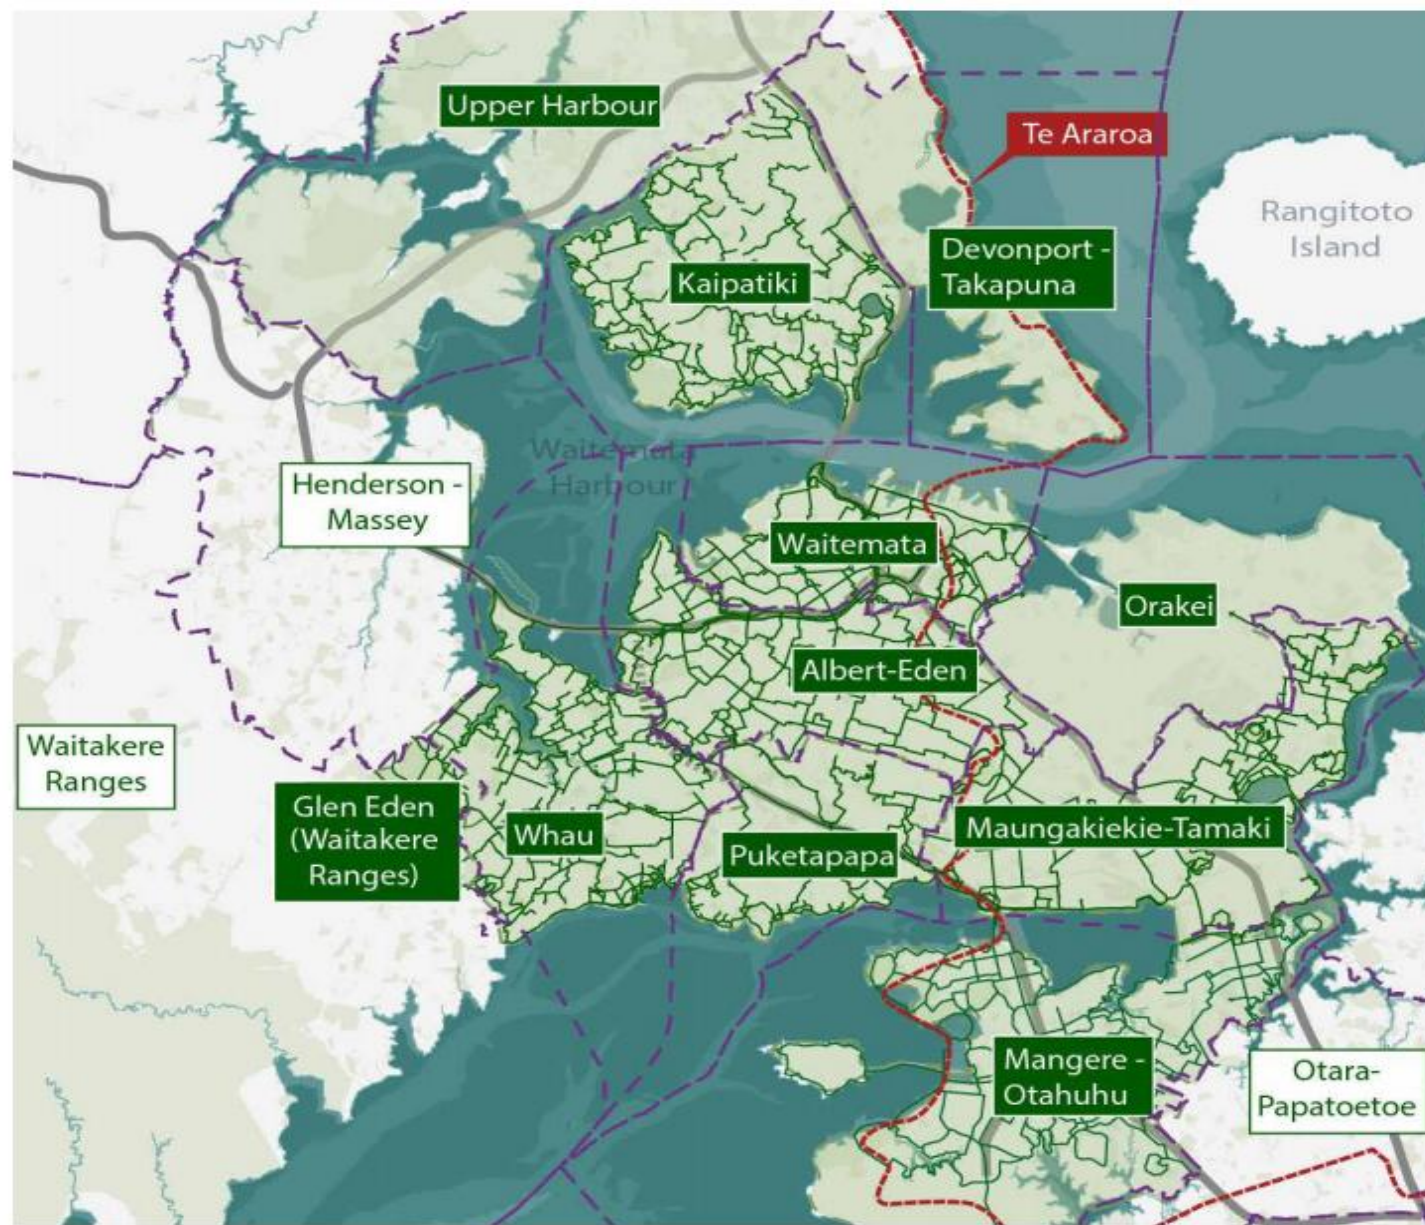 Upper Harbour
Te Araroa
Rangitoto
Island
Devonport -
Takapuna
Kaipatiki
Waitemata
Harbour
Henderson -
Massey
Waitemata
Orakei
Albert-Eden
Waitakere
Ranges
Glen Eden
(Waitakere
Ranges)
Whau
Puketapapa
Maungakiekie-Tamaki
Mangere -
Otahuhu
Otara-
Papatoetoe